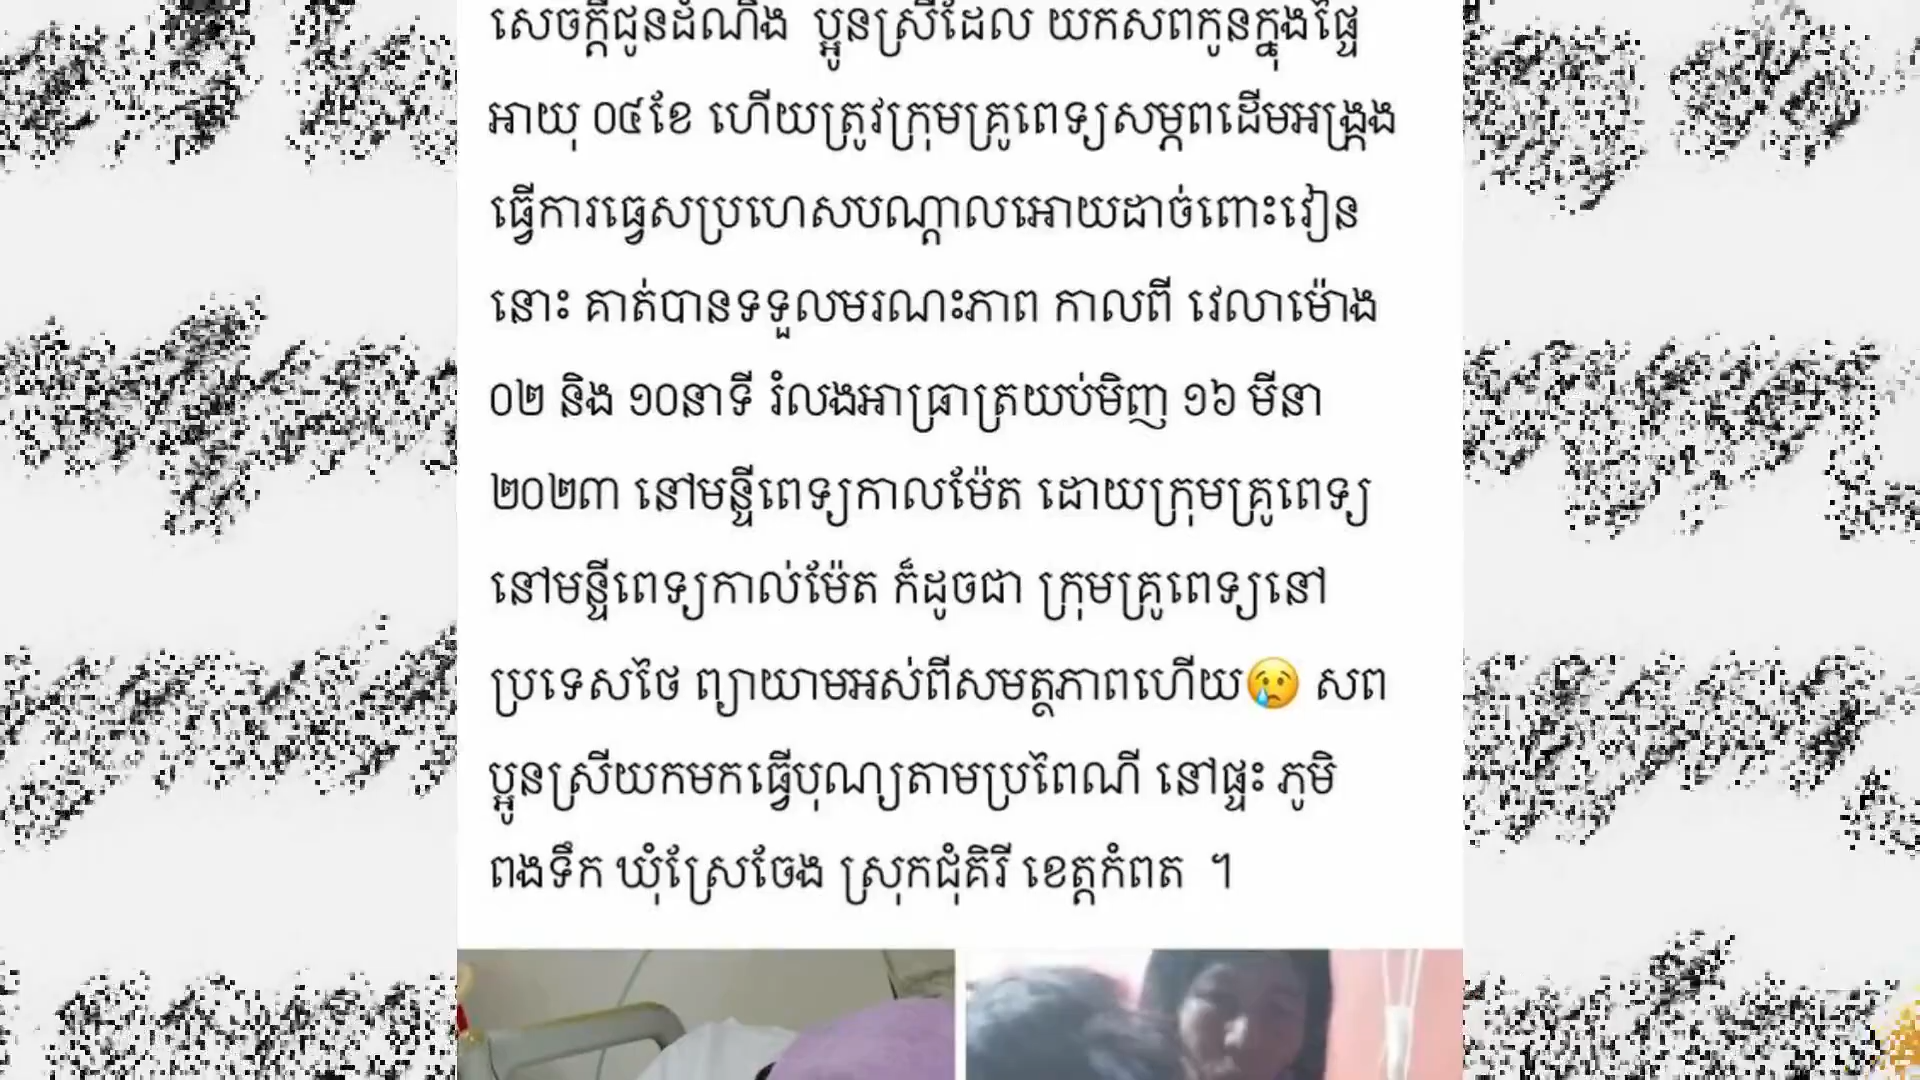 សេចក្ដីជូនដំណឹង ប្អូនស្រីដែល យកសពកូនក្នុងផ្ទៃ
អាយុ ០៤ខែ ហើយត្រូវក្រុមគ្រូពេទ្យសម្ភពដើមអង្ក្រង
ធ្វើការធ្វេសប្រហេសបណ្ដាលអោយដាច់ពោះវៀន
នោះ គាត់បានទទួលមរណះភាព កាលពី វេលាម៉ោង
០២ និង ១០នាទី រំលងអាធ្រាត្រយប់មិញ ១៦ មីនា
២០២៣ នៅមន្ទីពេទ្យកាលម៉ែត ដោយក្រុមគ្រូពេទ្យ
នៅមន្ទីពេទ្យកាល់ម៉ែត ក៏ដូចជា ក្រុមគ្រូពេទ្យនៅ
ប្រទេសថៃ ព្យាយាមអស់ពីសមត្ថភាពហើយ😢 សព
ប្អូនស្រីយកមកធ្វើបុណ្យតាមប្រពៃណី នៅផ្ទះ ភូមិ
ពងទឹក ឃុំស្រែចែង ស្រុកជុំគិរី ខេត្តកំពត ។